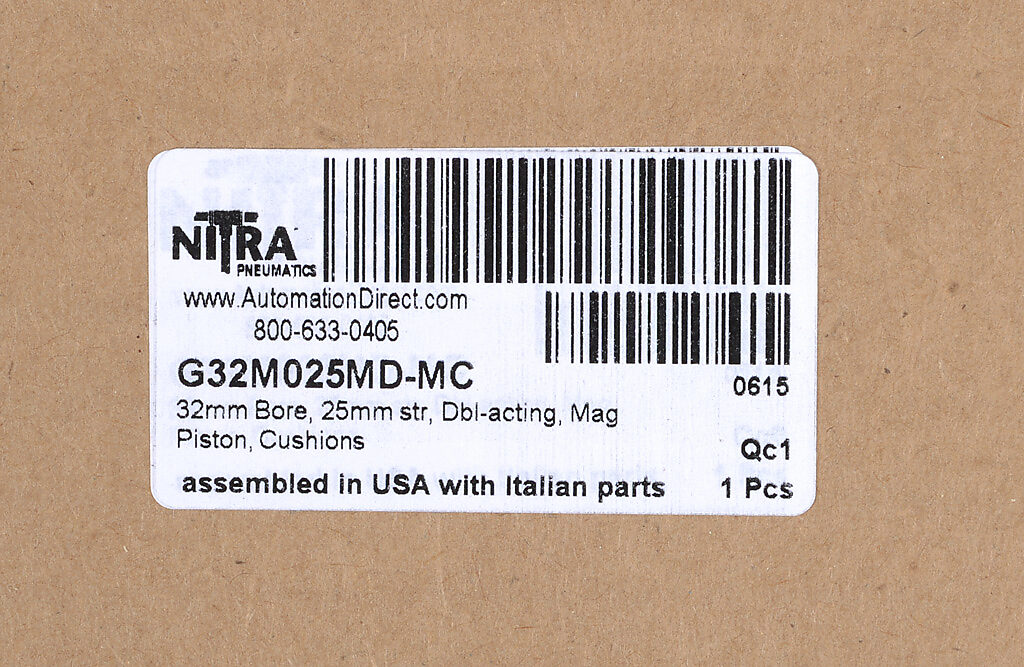 NITRA
PNEUMATICS
www.AutomationDirect.com
800-633-0405
G32M025MD-MC
0615
32mm Bore, 25mm str, Dbl-acting, Mag
Piston, Cushions
Qc1
assembled in USA with Italian parts
1 Pcs